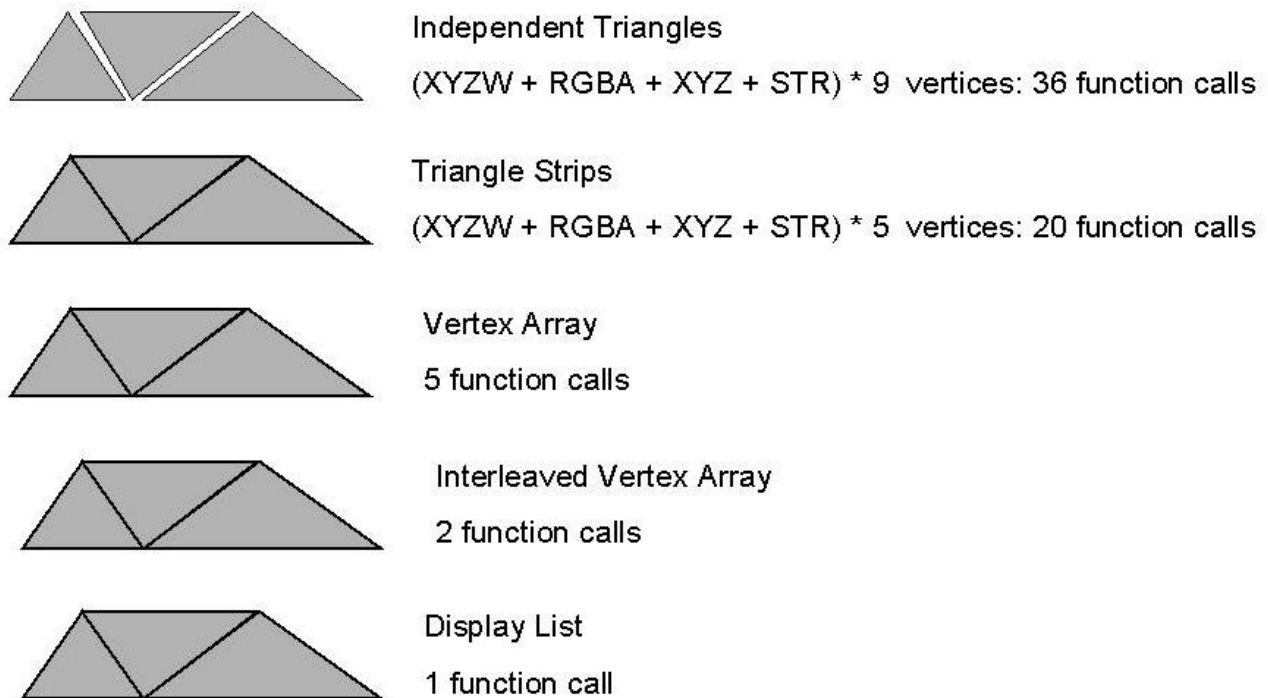 Independent Triangles
(XYZW + RGBA + XYZ + STR) * 9 vertices: 36 function calls
Triangle Strips
(XYZW + RGBA + XYZ + STR) * 5 vertices: 20 function calls
Vertex Array
5 function calls
Interleaved Vertex Array
2 function calls
Display List
1 function call